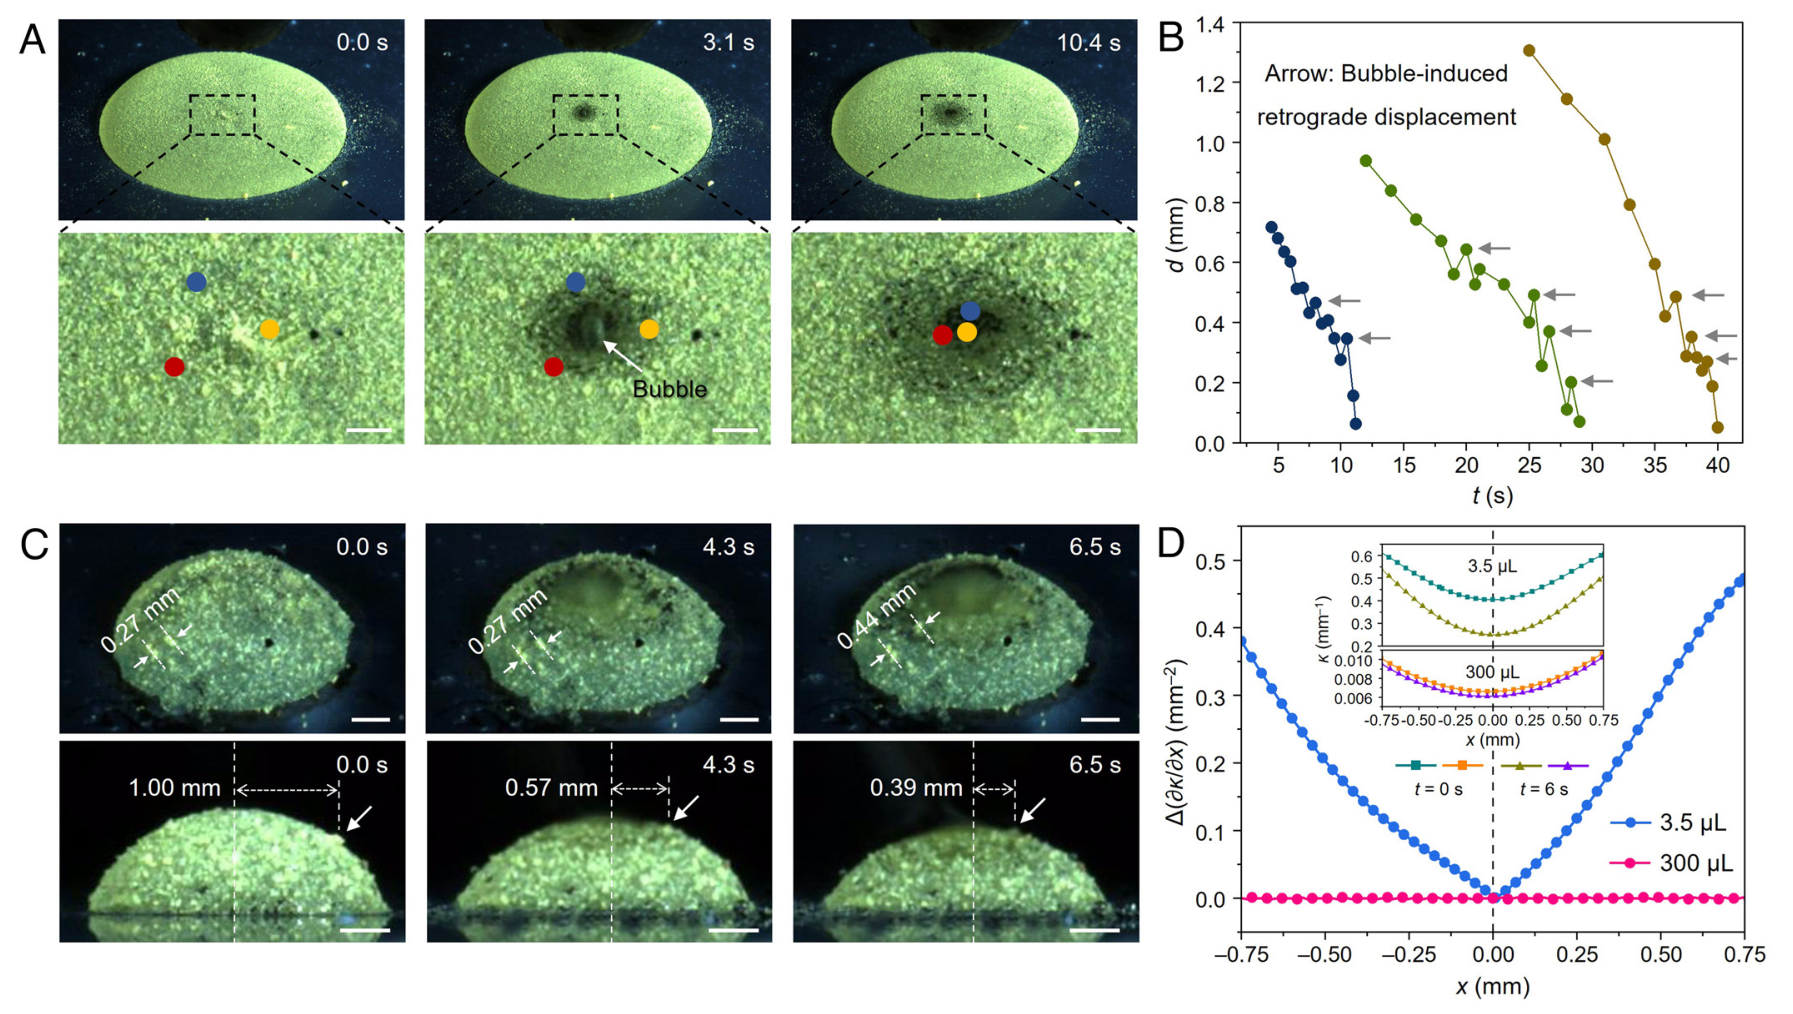 A
0.0 s
3.1 s
10.4 s
Bubble
B
1.4
1.2
1.0
0.8
0.6
0.4
0.2
0.0
d (mm)
Arrow: Bubble-induced
retrograde displacement
5
10
15
20
25
30
35
40
t (s)
C
0.0 s
4.3 s
6.5 s
0.27 mm
0.27 mm
0.44 mm
0.0 s
4.3 s
6.5 s
1.00 mm
0.57 mm
0.39 mm
D
0.5
0.4
0.3
0.2
0.1
0.0
Δ(∂κ/∂x) (mm⁻²)
0.6
0.5
0.4
0.3
0.2
3.5 µL
κ (mm⁻¹)
0.010
0.008
0.006
300 µL
-0.75 -0.50 -0.25 0.00 0.25 0.50 0.75
x (mm)
t = 0 s
t = 6 s
3.5 µL
300 µL
–0.75
–0.50
–0.25
0.00
0.25
0.50
0.75
x (mm)